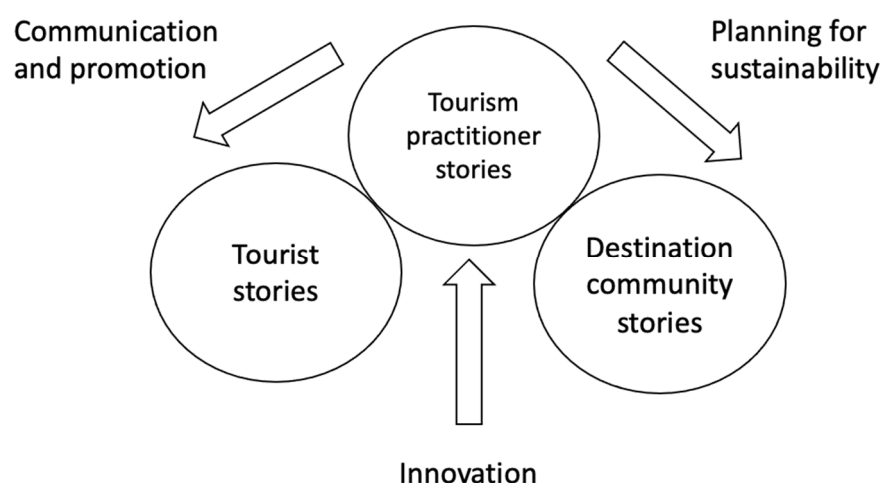 Communication
and promotion
Planning for
sustainability
Tourism
practitioner
stories
Tourist
stories
Destination
community
stories
Innovation